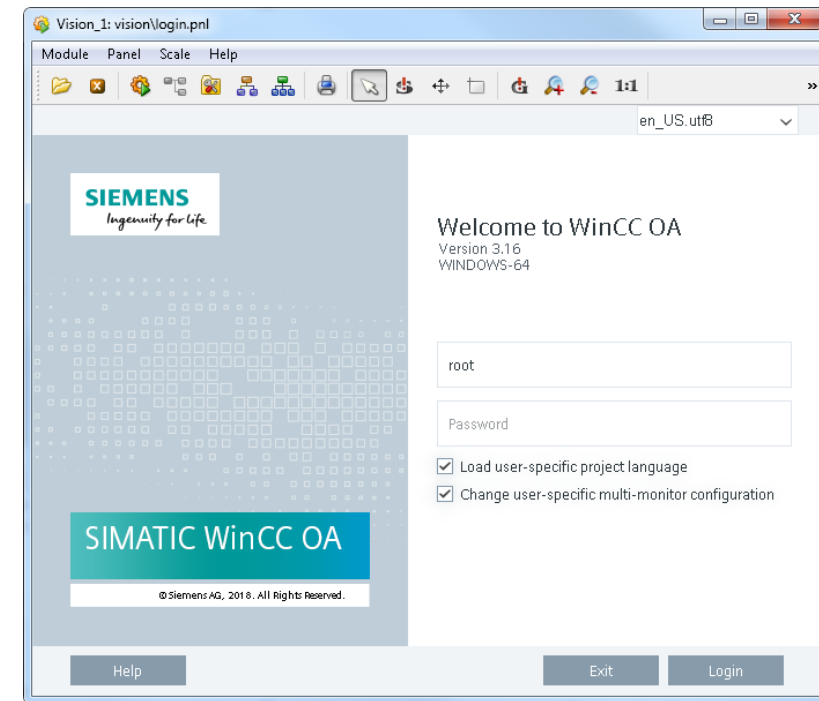 Vision_1: vision\login.pnl
Module Panel Scale Help
1:1 »
en_US.utf8
SIEMENS
Ingenuity for life
Welcome to WinCC OA
Version 3.16
WINDOWS-64
root
Password
Load user-specific project language
Change user-specific multi-monitor configuration
SIMATIC WinCC OA
© Siemens AG, 2018. All Rights Reserved.
Help Exit Login